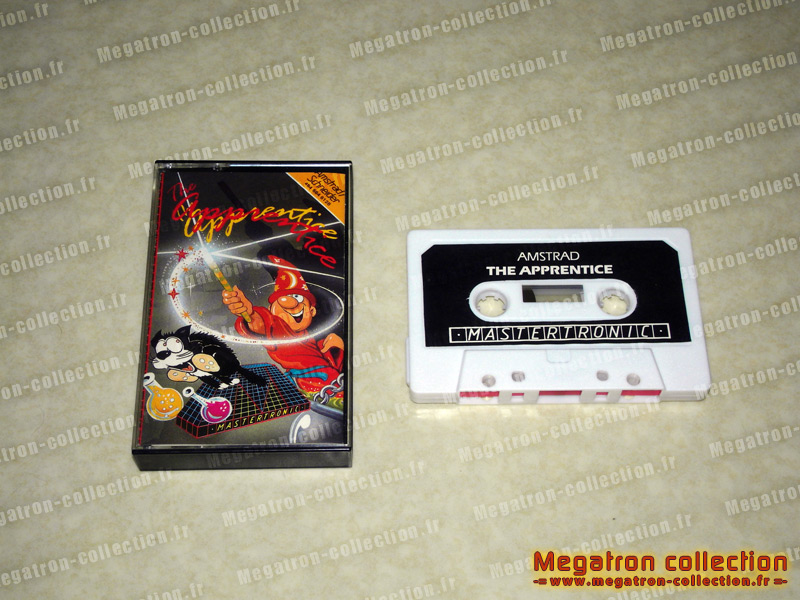 The
Apprentice
Amstrad/
Schneider
MASTERTRONIC
AMSTRAD
THE APPRENTICE
MASTERTRONIC
Megatron-collection.fr
Megatron collection
www.megatron-collection.fr